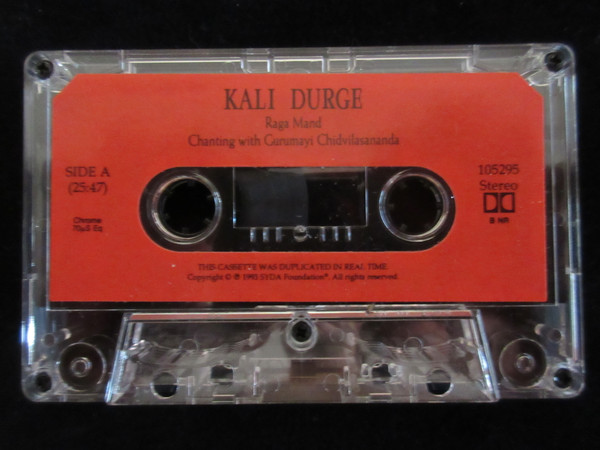 KALI DURGE
Raga Mand
Chanting with Gurumayi Chidvilasananda
SIDE A
(25:47)
105295
Stereo
Chrome
70µS Eq
B NR
THIS CASSETTE WAS DUPLICATED IN REAL TIME.
Copyright © ℗ SYDA Foundation®. All rights reserved